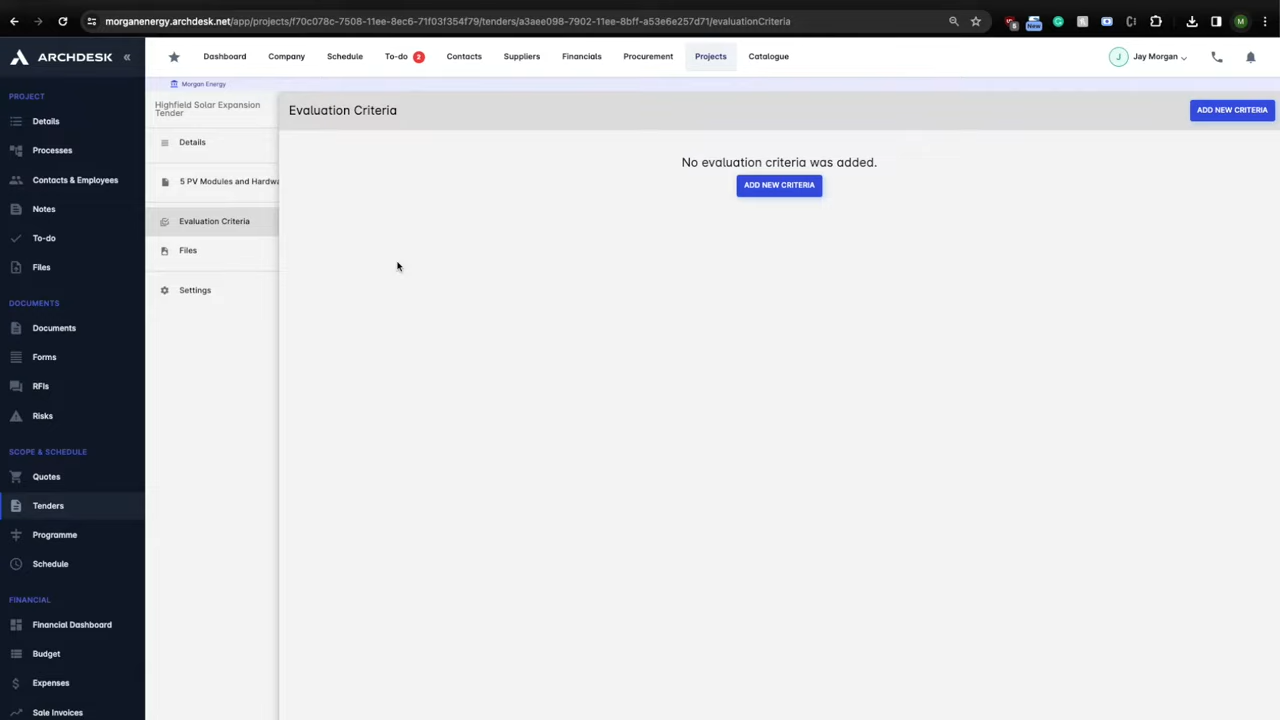 morganenergy.archdesk.net/app/projects/f70c078c-7508-11ee-8ec6-71f03f354f79/tenders/a3aee098-7902-11ee-8bff-a53e6e257d71/evaluationCriteria
6
New
M
ARCHDESK
Dashboard
Company
Schedule
To-do 2
Contacts
Suppliers
Financials
Procurement
Projects
Catalogue
J Jay Morgan
Morgan Energy
PROJECT
Details
Processes
Contacts & Employees
Notes
To-do
Files
DOCUMENTS
Documents
Forms
RFIs
Risks
SCOPE & SCHEDULE
Quotes
Tenders
Programme
Schedule
FINANCIAL
Financial Dashboard
Budget
Expenses
Sale Invoices
Highfield Solar Expansion
Tender
Details
5 PV Modules and Hardwa
Evaluation Criteria
Files
Settings
Evaluation Criteria
ADD NEW CRITERIA
No evaluation criteria was added.
ADD NEW CRITERIA